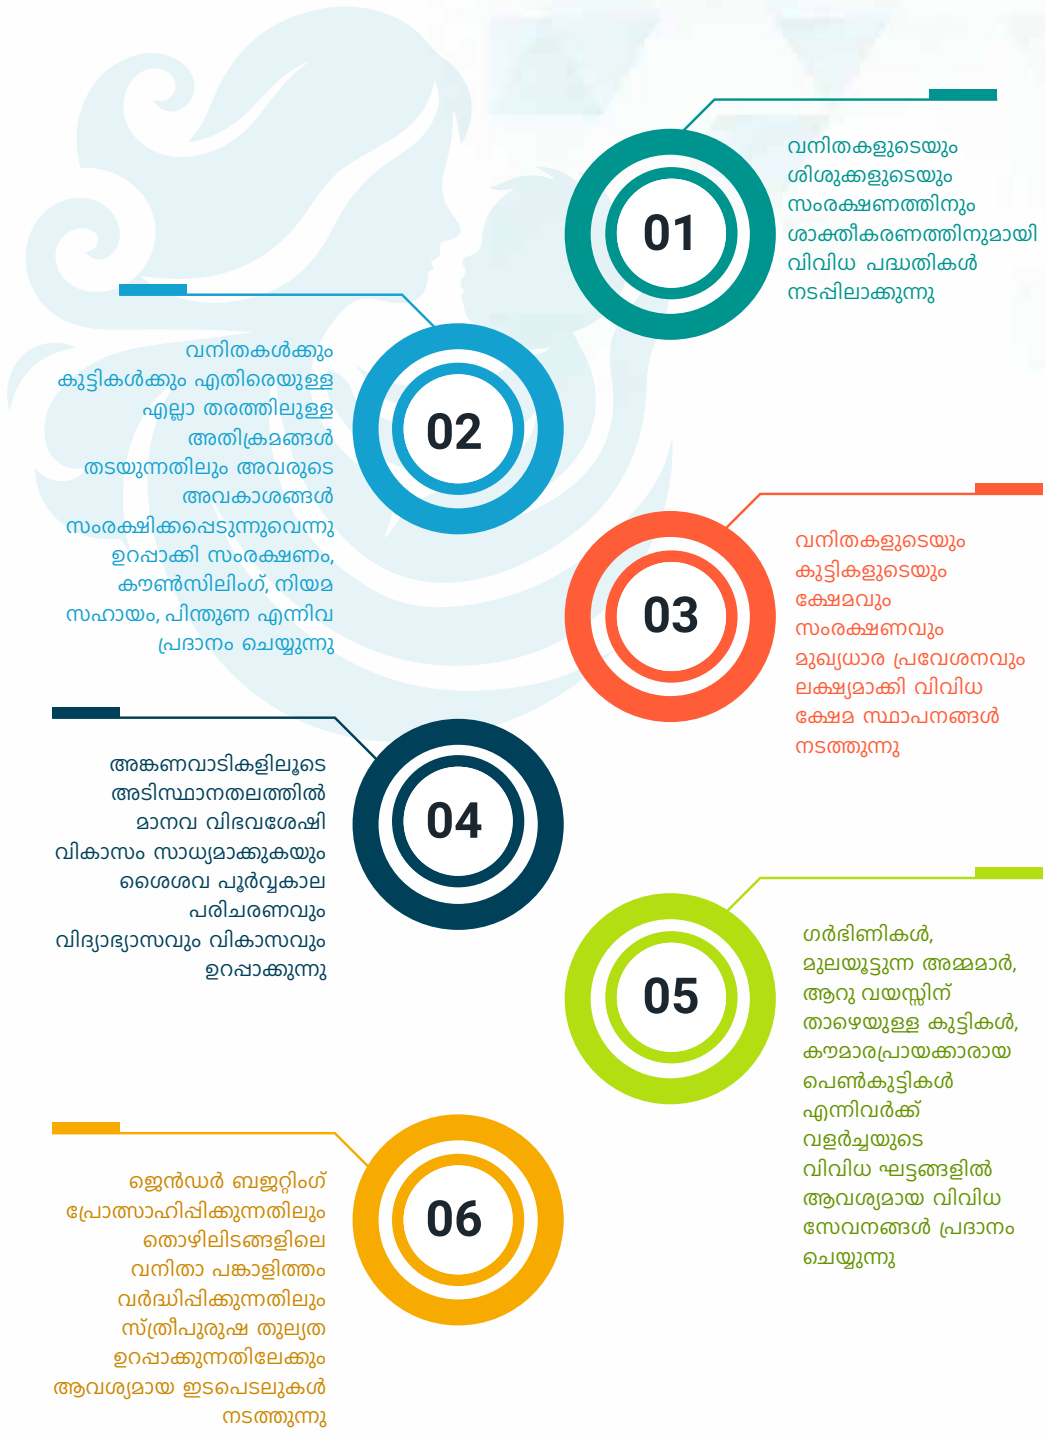 01
വനിതകളുടെയും
ശിശുക്കളുടെയും
സംരക്ഷണത്തിനും
ശാക്തീകരണത്തിനുമായി
വിവിധ പദ്ധതികൾ
നടപ്പിലാക്കുന്നു
02
വനിതകൾക്കും
കുട്ടികൾക്കും എതിരെയുള്ള
എല്ലാ തരത്തിലുള്ള
അതിക്രമങ്ങൾ
തടയുന്നതിലും അവരുടെ
അവകാശങ്ങൾ
സംരക്ഷിക്കപ്പെടുന്നുവെന്നു
ഉറപ്പാക്കി സംരക്ഷണം,
കൗൺസിലിംഗ്, നിയമ
സഹായം, പിന്തുണ എന്നിവ
പ്രദാനം ചെയ്യുന്നു
03
വനിതകളുടെയും
കുട്ടികളുടെയും
ക്ഷേമവും
സംരക്ഷണവും
മുഖ്യധാര പ്രവേശനവും
ലക്ഷ്യമാക്കി വിവിധ
ക്ഷേമ സ്ഥാപനങ്ങൾ
നടത്തുന്നു
04
അങ്കണവാടികളിലൂടെ
അടിസ്ഥാനതലത്തിൽ
മാനവ വിഭവശേഷി
വികാസം സാധ്യമാക്കുകയും
ശൈശവ പൂർവ്വകാല
പരിചരണവും
വിദ്യാഭ്യാസവും വികാസവും
ഉറപ്പാക്കുന്നു
05
ഗർഭിണികൾ,
മുലയൂട്ടുന്ന അമ്മമാർ,
ആറു വയസ്സിന്
താഴെയുള്ള കുട്ടികൾ,
കൗമാരപ്രായക്കാരായ
പെൺകുട്ടികൾ
എന്നിവർക്ക്
വളർച്ചയുടെ
വിവിധ ഘട്ടങ്ങളിൽ
ആവശ്യമായ വിവിധ
സേവനങ്ങൾ പ്രദാനം
ചെയ്യുന്നു
06
ജെൻഡർ ബജറ്റിംഗ്
പ്രോത്സാഹിപ്പിക്കുന്നതിലും
തൊഴിലിടങ്ങളിലെ
വനിതാ പങ്കാളിത്തം
വർദ്ധിപ്പിക്കുന്നതിലും
സ്ത്രീപുരുഷ തുല്യത
ഉറപ്പാക്കുന്നതിലേക്കും
ആവശ്യമായ ഇടപെടലുകൾ
നടത്തുന്നു